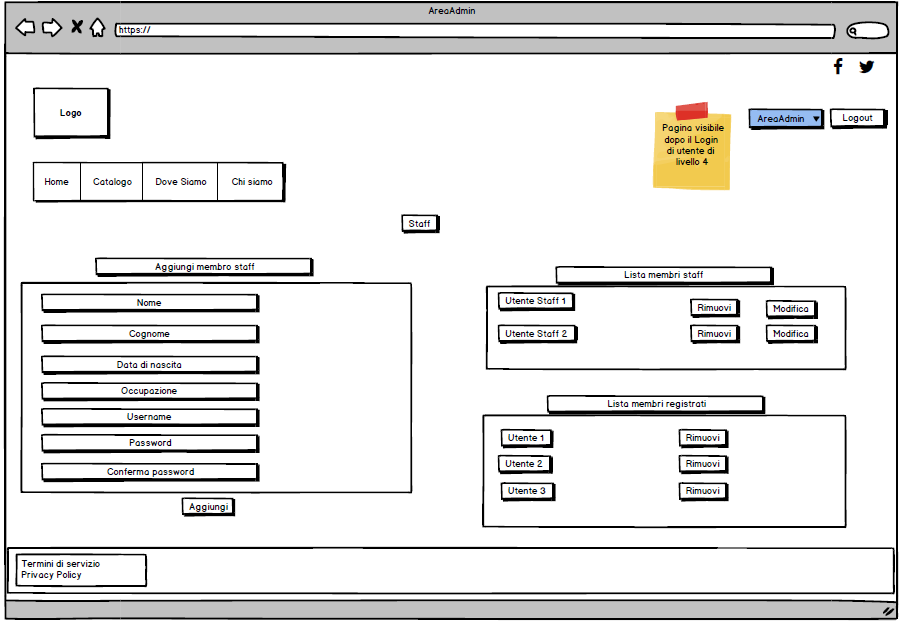 AreaAdmin
https://
Logo
Pagina visibile
dopo il Login
di utente di
livello 4
AreaAdmin
Logout
Home
Catalogo
Dove Siamo
Chi siamo
Staff
Aggiungi membro staff
Nome
Cognome
Data di nascita
Occupazione
Username
Password
Conferma password
Aggiungi
Lista membri staff
Utente Staff 1
Rimuovi
Modifica
Utente Staff 2
Rimuovi
Modifica
Lista membri registrati
Utente 1
Rimuovi
Utente 2
Rimuovi
Utente 3
Rimuovi
Termini di servizio
Privacy Policy